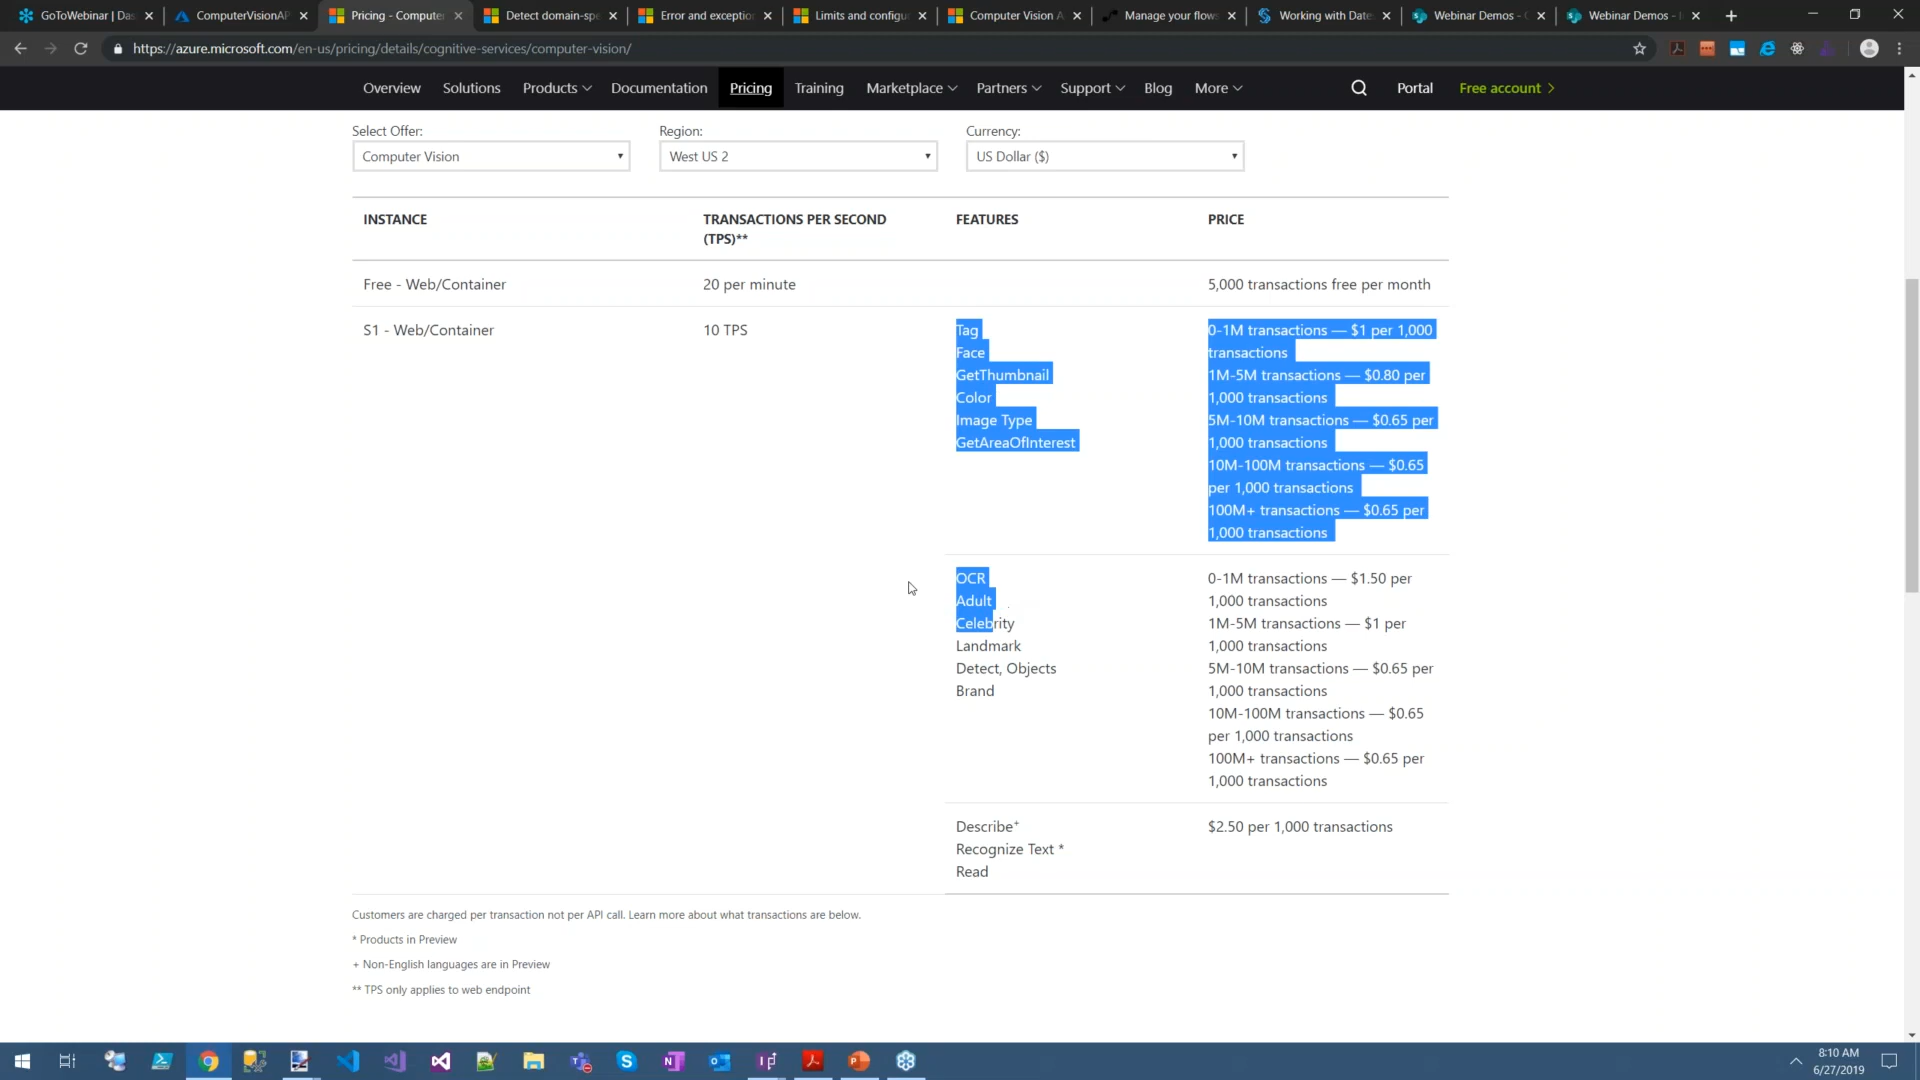 GoToWebinar | Das
ComputerVisionAP
Pricing - Compute
Detect domain-spe
Error and exceptio
Limits and configu
Computer Vision A
Manage your flows
Working with Date
Webinar Demos -
Webinar Demos -
https://azure.microsoft.com/en-us/pricing/details/cognitive-services/computer-vision/
Overview
Solutions
Products
Documentation
Pricing
Training
Marketplace
Partners
Support
Blog
More
Portal
Free account
Select Offer:
Region:
Currency:
Computer Vision
West US 2
US Dollar ($)
INSTANCE
TRANSACTIONS PER SECOND
(TPS)**
FEATURES
PRICE
Free - Web/Container
20 per minute
5,000 transactions free per month
S1 - Web/Container
10 TPS
Tag
Face
GetThumbnail
Color
Image Type
GetAreaOfInterest
0-1M transactions — $1 per 1,000
transactions
1M-5M transactions — $0.80 per
1,000 transactions
5M-10M transactions — $0.65 per
1,000 transactions
10M-100M transactions — $0.65
per 1,000 transactions
100M+ transactions — $0.65 per
1,000 transactions
OCR
Adult
Celebrity
Landmark
Detect, Objects
Brand
0-1M transactions — $1.50 per
1,000 transactions
1M-5M transactions — $1 per
1,000 transactions
5M-10M transactions — $0.65 per
1,000 transactions
10M-100M transactions — $0.65
per 1,000 transactions
100M+ transactions — $0.65 per
1,000 transactions
Describe+
Recognize Text *
Read
$2.50 per 1,000 transactions
Customers are charged per transaction not per API call. Learn more about what transactions are below.
* Products in Preview
+ Non-English languages are in Preview
** TPS only applies to web endpoint
8:10 AM
6/27/2019